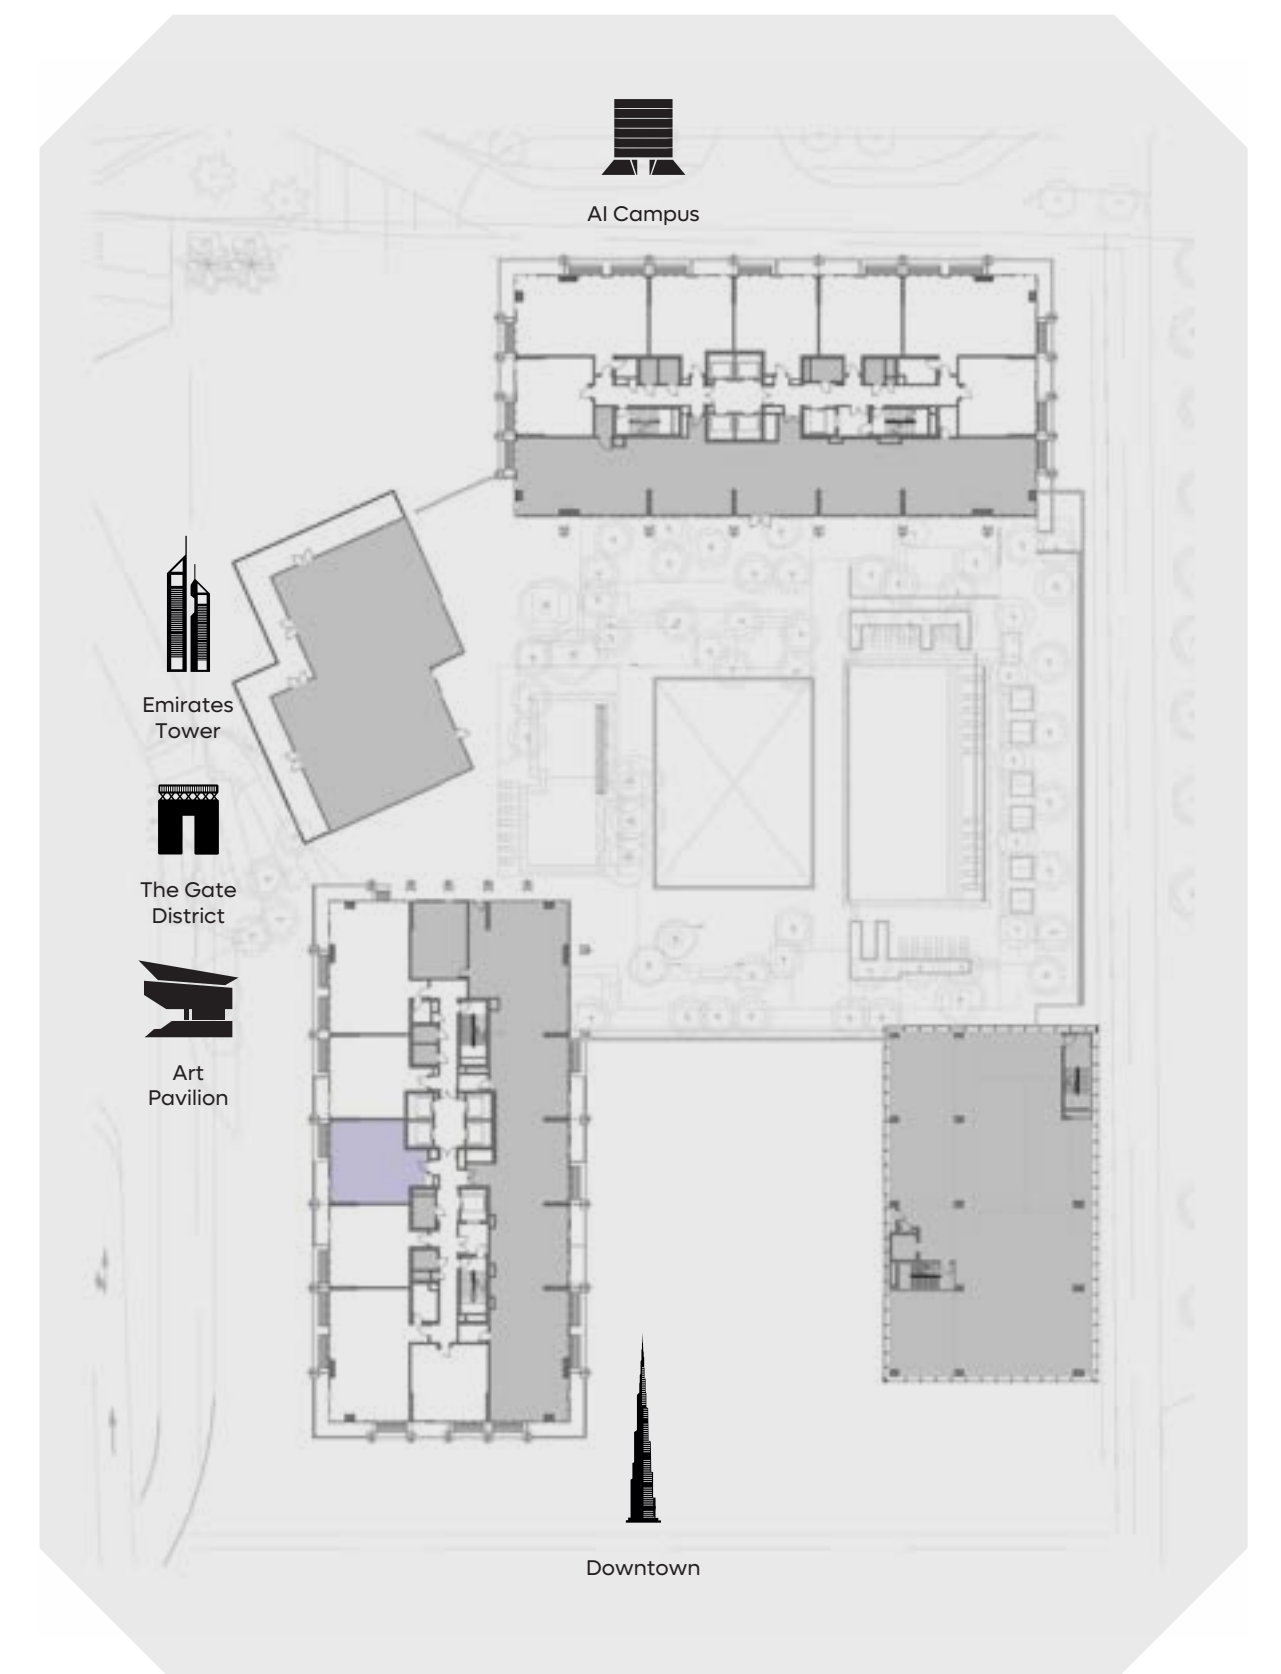 AI Campus
Emirates
Tower
The Gate
District
Art
Pavilion
Downtown